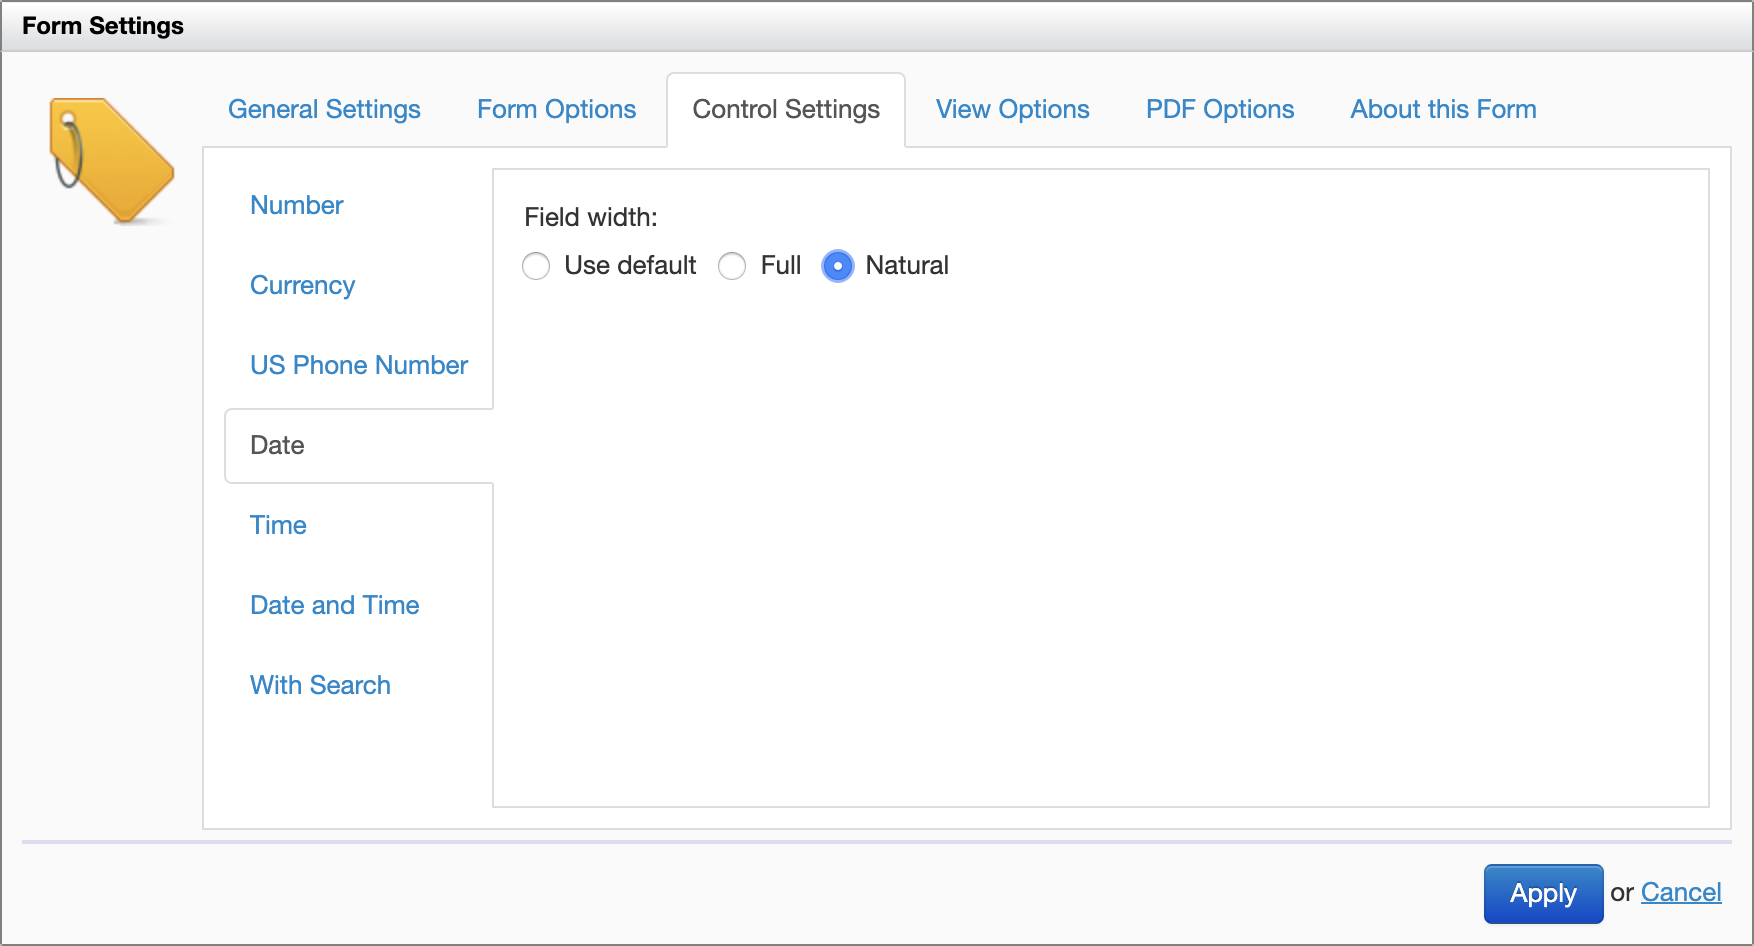 Form Settings
General Settings Form Options Control Settings View Options PDF Options About this Form
Number
Currency
US Phone Number
Date
Time
Date and Time
With Search
Field width:
Use default Full Natural
Apply or Cancel